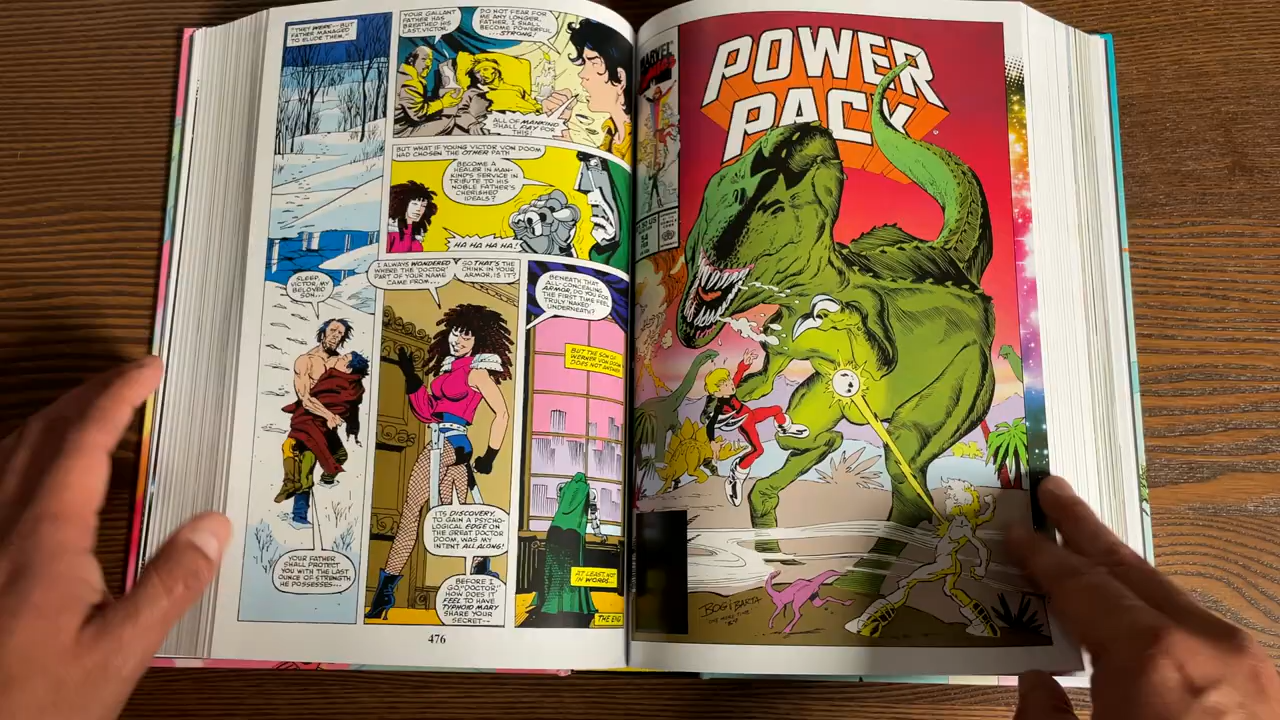 "THEY WERE--BUT
FATHER MANAGED
TO ELUDE THEM."
YOUR GALLANT
FATHER HAS
BREATHED HIS
LAST, VICTOR.
DO NOT FEAR FOR
ME ANY LONGER,
FATHER. I SHALL
BECOME POWERFUL
...STRONG!
ALL OF MANKIND
SHALL PAY FOR
THIS!
BUT WHAT IF YOUNG VICTOR VON DOOM
HAD CHOSEN THE OTHER PATH
BECOME A
HEALER IN MAN-
KIND'S SERVICE IN
TRIBUTE TO HIS
NOBLE FATHER'S
CHERISHED
IDEALS?
HA HA HA HA!
SLEEP,
VICTOR, MY
BELOVED
SON...
YOUR FATHER
SHALL PROTECT
YOU WITH THE LAST
OUNCE OF STRENGTH
HE POSSESSES--
I ALWAYS WONDERED
WHERE THE "DOCTOR"
PART OF YOUR NAME
CAME FROM...
SO THAT'S THE
CHINK IN YOUR
ARMOR, IS IT?
ITS DISCOVERY,
TO GAIN A PSYCHO-
LOGICAL EDGE ON
THE GREAT DOCTOR
DOOM, WAS MY
INTENT ALL ALONG!
BEFORE I
GO, "DOCTOR,"
HOW DOES IT
FEEL TO HAVE
TYPHOID MARY
SHARE YOUR
SECRET--
BENEATH THAT
ALL-CONCEALING
ARMOR, DO YOU FOR
THE FIRST TIME FEEL
TRULY NAKED
UNDERNEATH?
BUT THE SON OF
WERNER VON DOOM
DOES NOT ANSWER.
AT LEAST, NOT
IN WORDS...
THE END
476
MARVEL
COMICS
POWER
PACK
BOGDANOVE